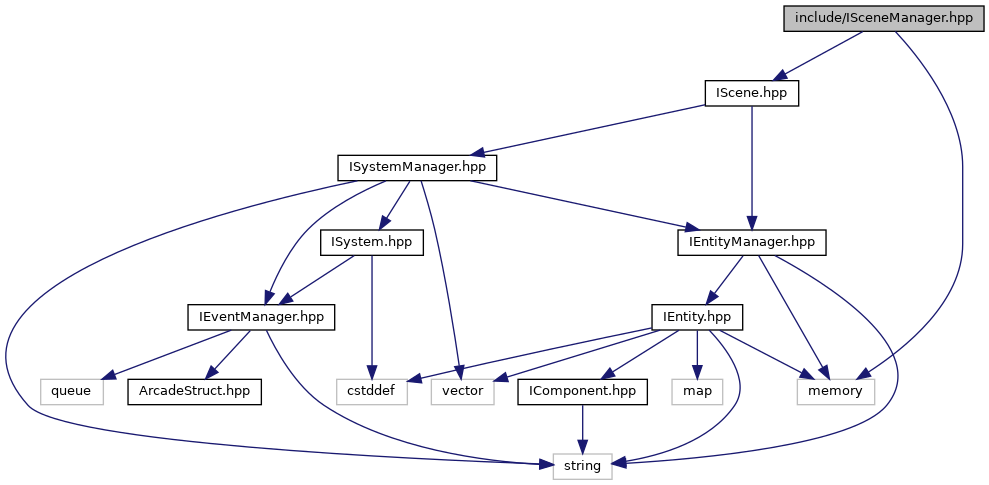 include/ISceneManager.hpp
IScene.hpp
ISystemManager.hpp
ISystem.hpp
IEntityManager.hpp
IEventManager.hpp
IEntity.hpp
queue
ArcadeStruct.hpp
cstddef
vector
IComponent.hpp
map
memory
string